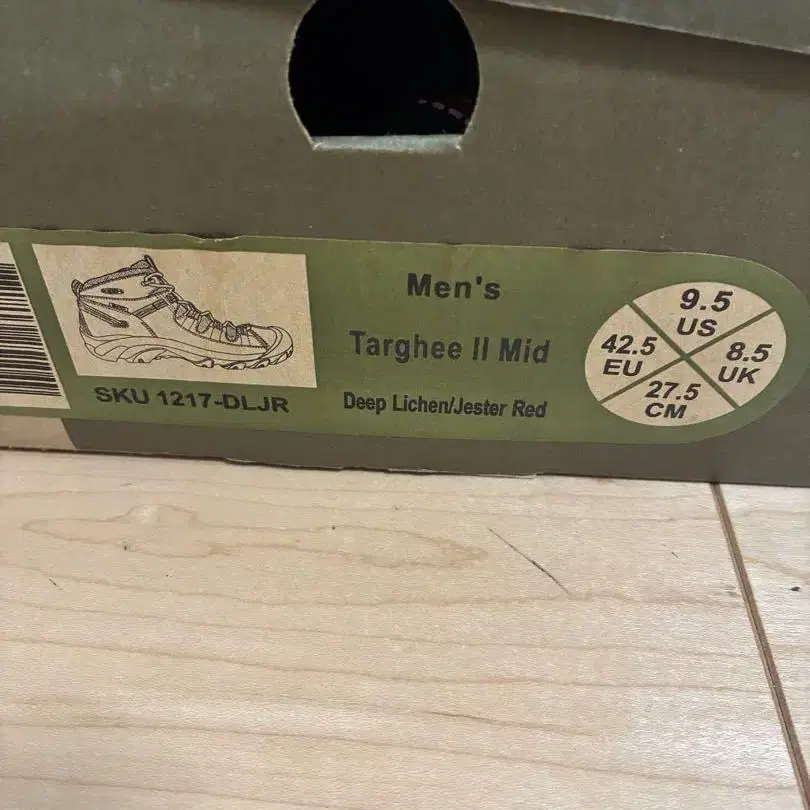 Men's
Targhee II Mid
Deep Lichen/Jester Red
SKU 1217-DLJR
9.5
US
42.5
EU
8.5
UK
27.5
CM